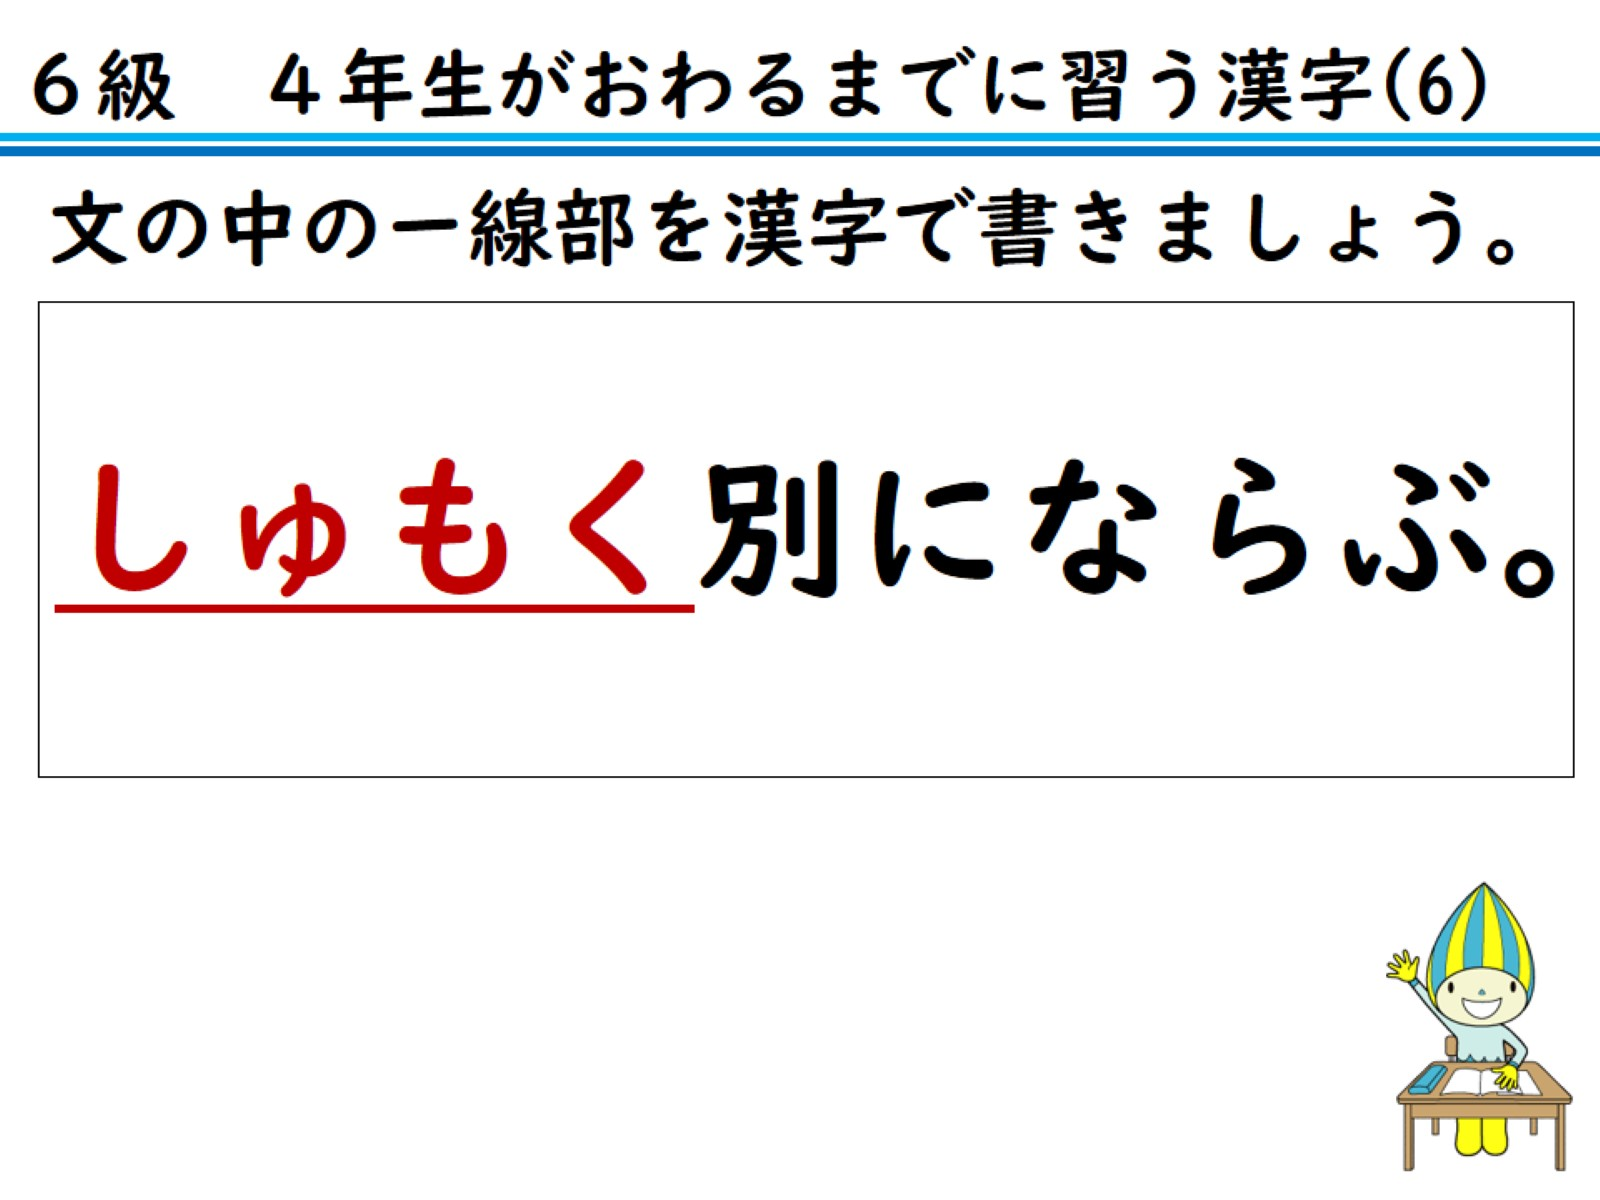 ６級　４年生がおわるまでに習う漢字(6)
文の中の―線部を漢字で書きましょう。
しゅもく別にならぶ。